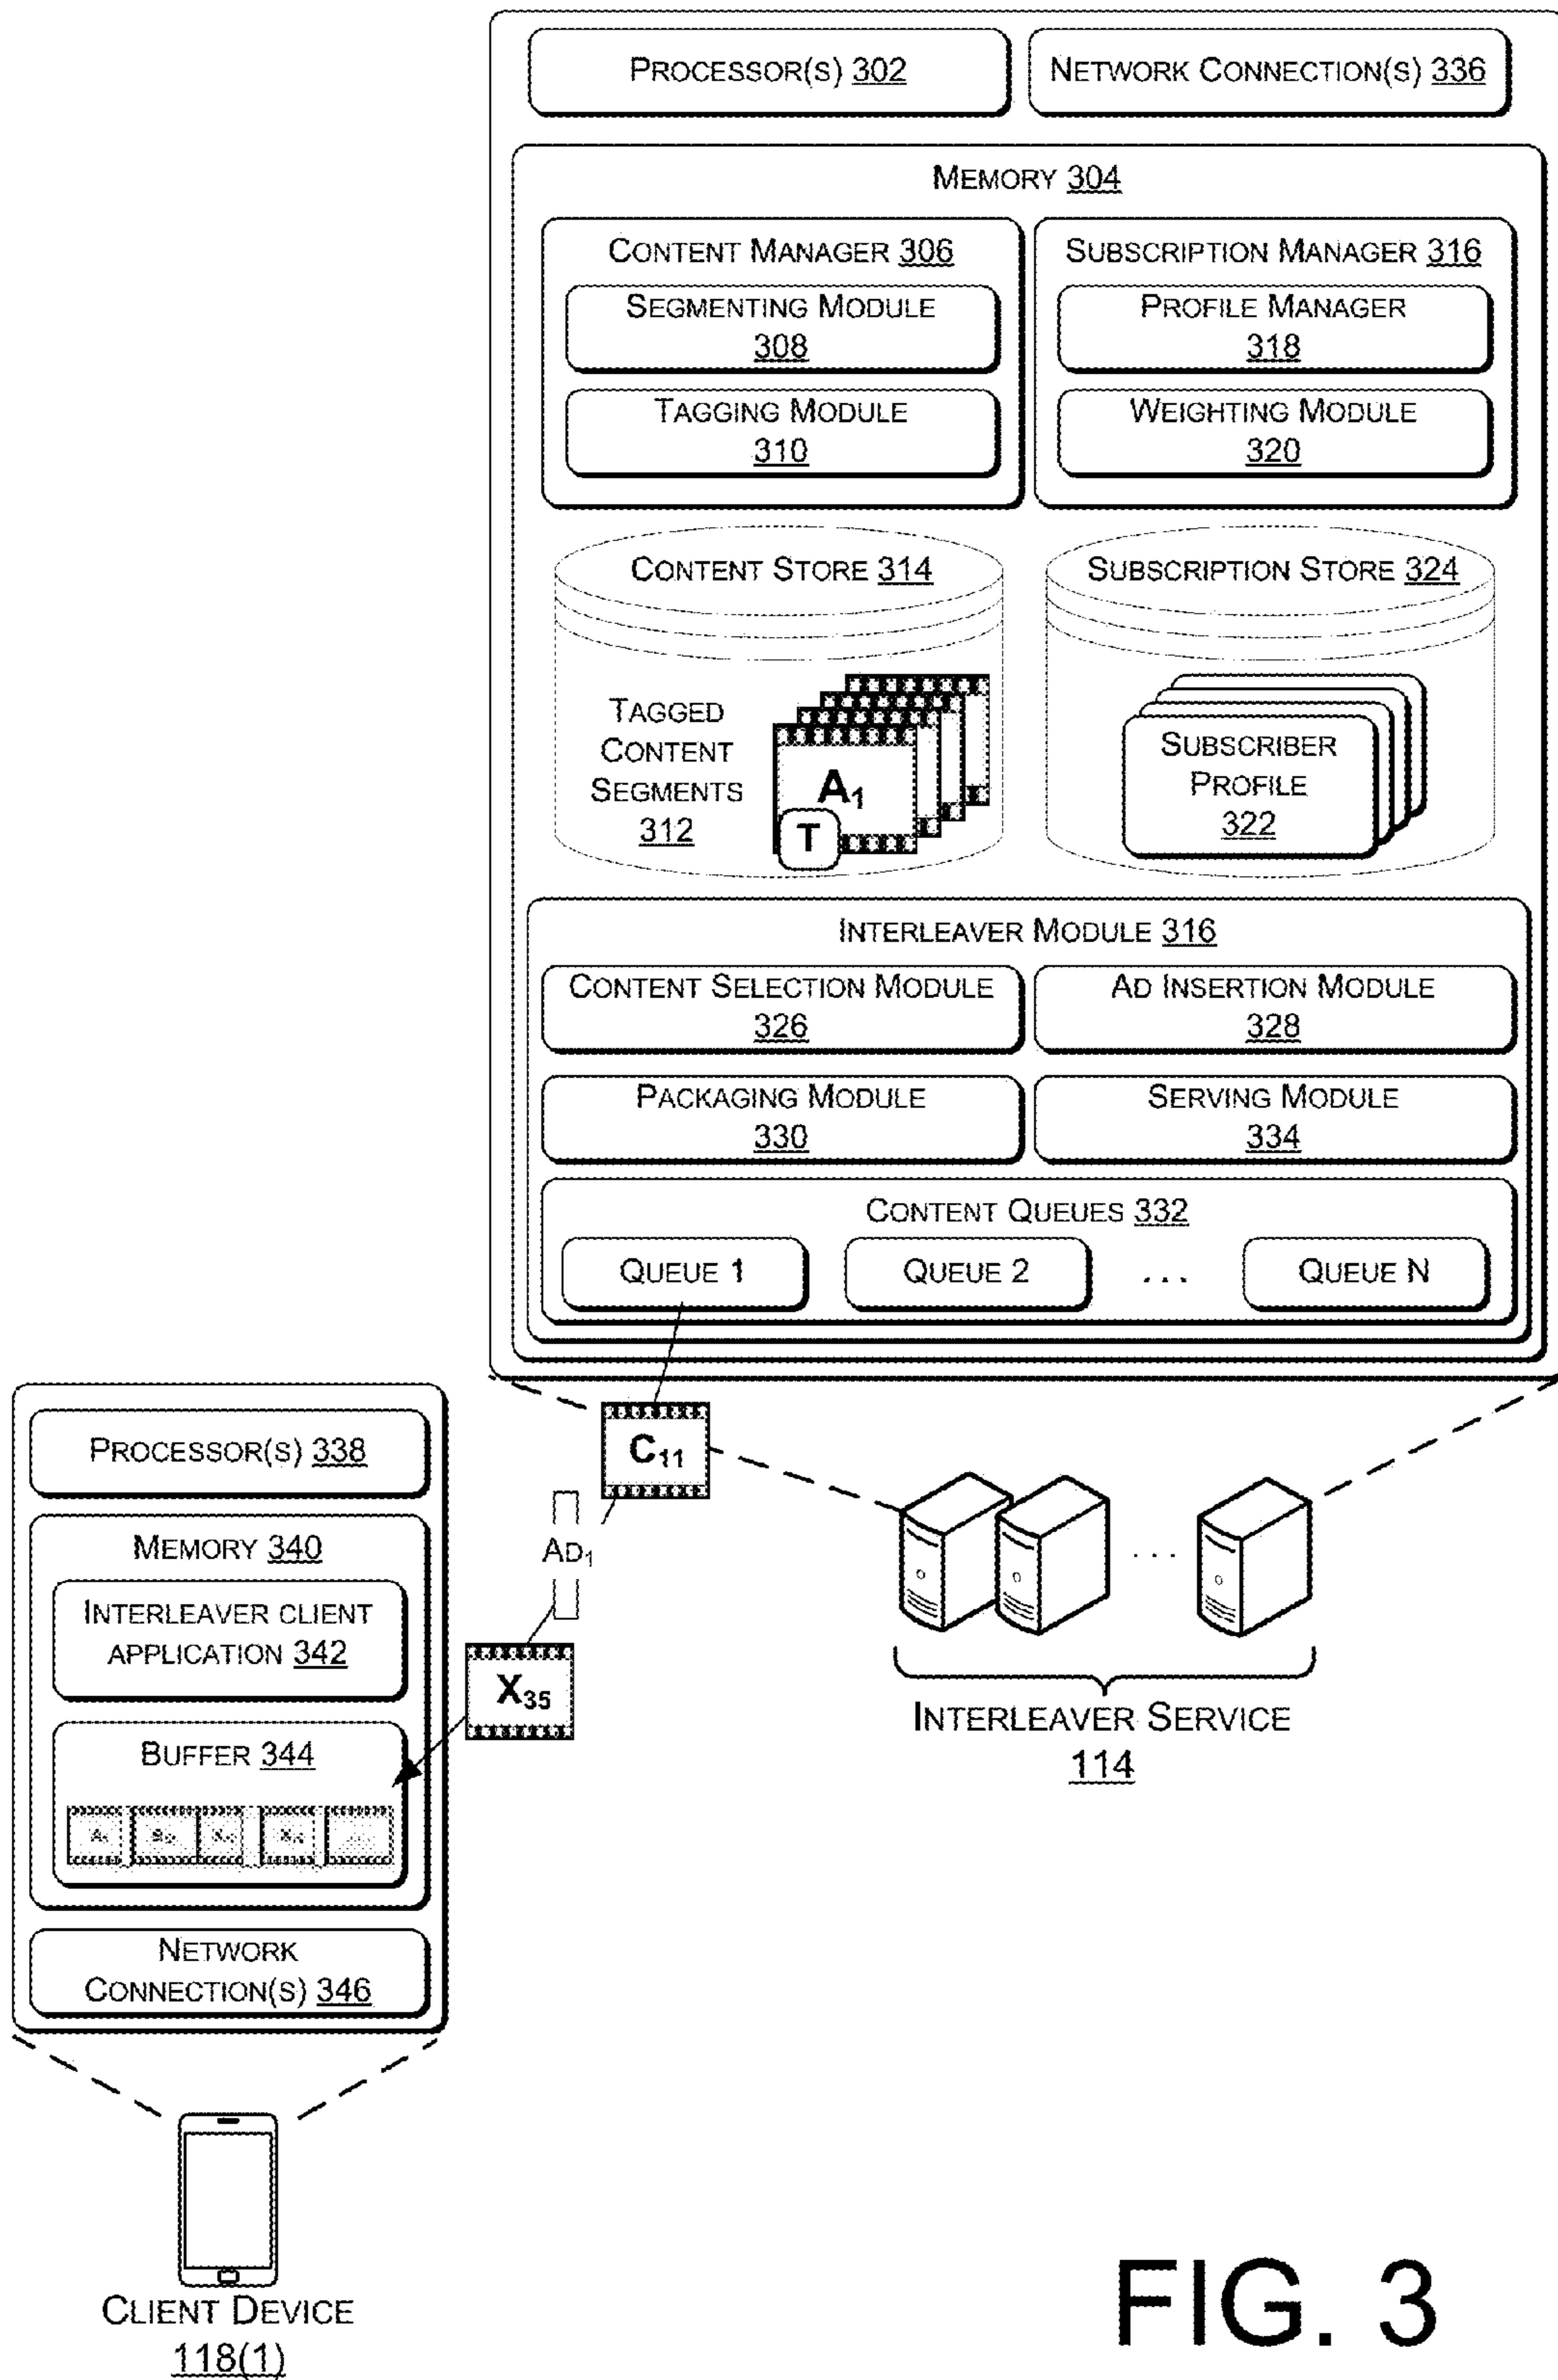 PROCESSOR(S) 302
NETWORK CONNECTION(S) 336
MEMORY 304
CONTENT MANAGER 306
SEGMENTING MODULE
308
TAGGING MODULE
310
SUBSCRIPTION MANAGER 316
PROFILE MANAGER
318
WEIGHTING MODULE
320
CONTENT STORE 314
TAGGED
CONTENT
SEGMENTS
312
A1
T
SUBSCRIPTION STORE 324
SUBSCRIBER
PROFILE
322
INTERLEAVER MODULE 316
CONTENT SELECTION MODULE
326
AD INSERTION MODULE
328
PACKAGING MODULE
330
SERVING MODULE
334
CONTENT QUEUES 332
QUEUE 1
QUEUE 2
...
QUEUE N
C11
AD1
X35
PROCESSOR(S) 338
MEMORY 340
INTERLEAVER CLIENT
APPLICATION 342
BUFFER 344
NETWORK
CONNECTION(S) 346
...
INTERLEAVER SERVICE
114
CLIENT DEVICE
118(1)
FIG. 3